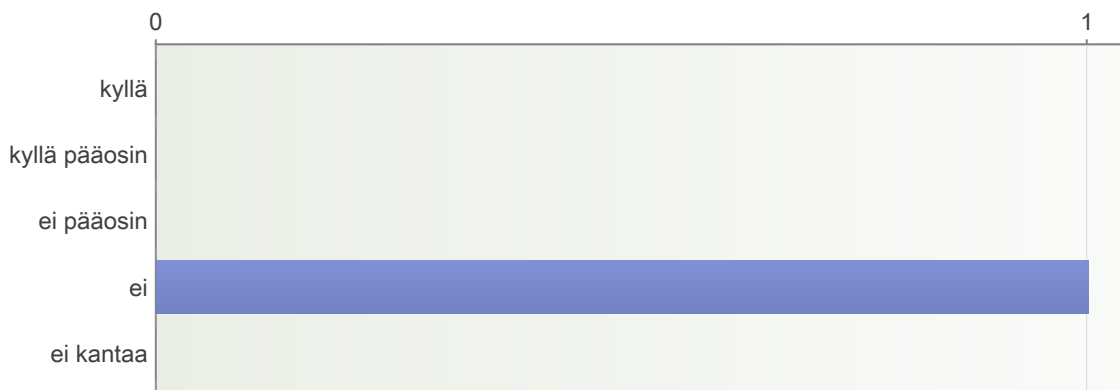 0 1
kyllä
kyllä pääosin
ei pääosin
ei
ei kantaa